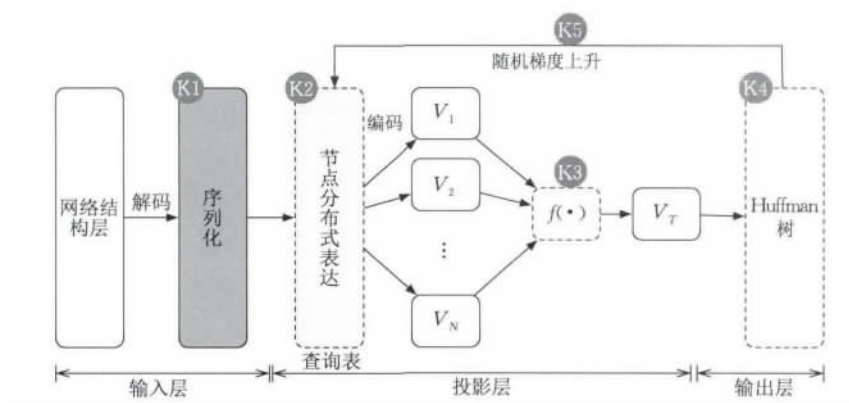 K5
随机梯度上升
K1
K2
K4
编码
V1
网络结
构层
解码
序列化
节点分布式表达
V2
K3
f(·)
VT
Huffman
树
⋮
VN
查询表
输入层
投影层
输出层